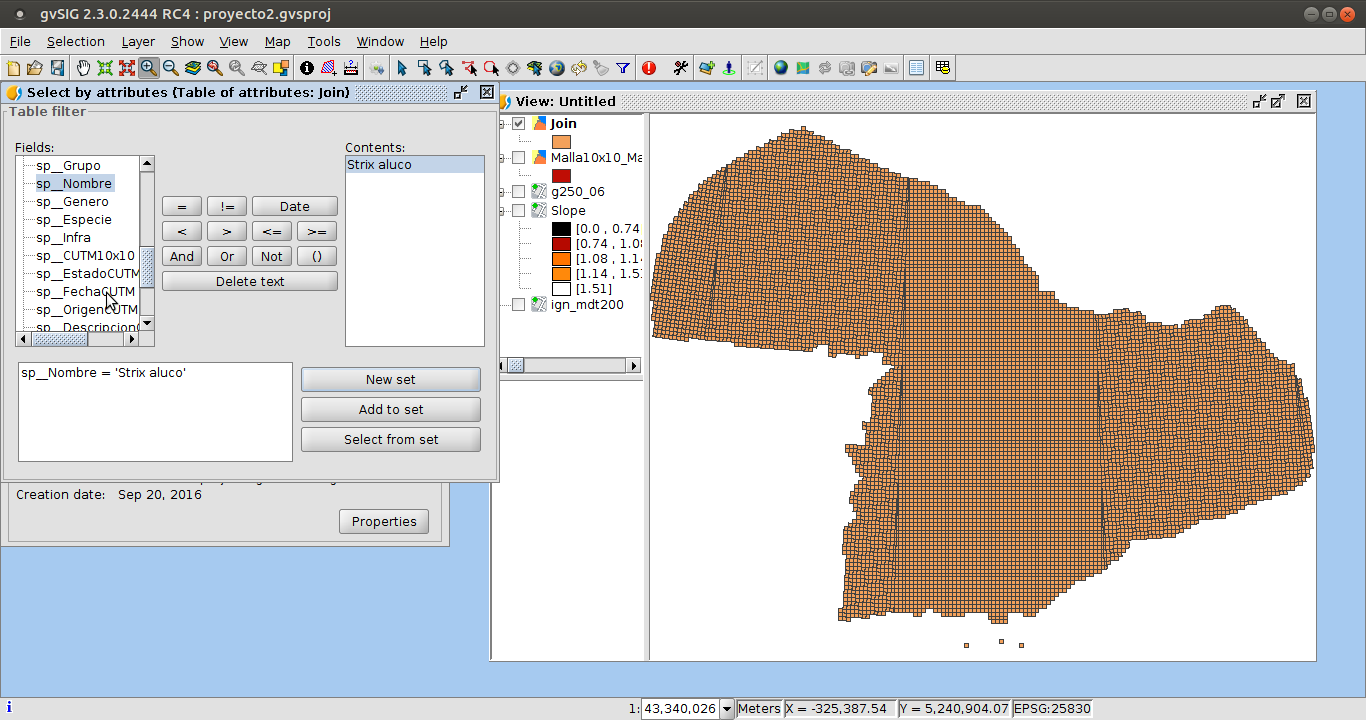 gvSIG 2.3.0.2444 RC4 : proyecto2.gvsproj
File Selection Layer Show View Map Tools Window Help
Select by attributes (Table of attributes: Join)
Table filter
Fields:
sp__Grupo
sp__Nombre
sp__Genero
sp__Especie
sp__Infra
sp__CUTM10x10
sp__EstadoCUTM
sp__FechaCUTM
sp__OrigenCUTM
sp__Descripcion
= != Date
< > <= >=
And Or Not ()
Delete text
Contents:
Strix aluco
sp__Nombre = 'Strix aluco'
New set
Add to set
Select from set
Creation date: Sep 20, 2016
Properties
View: Untitled
Join
Malla10x10_Ma
g250_06
Slope
[0.0 , 0.74
[0.74 , 1.08
[1.08 , 1.14
[1.14 , 1.5
[1.51]
ign_mdt200
1: 43,340,026 Meters X = -325,387.54 Y = 5,240,904.07 EPSG:25830